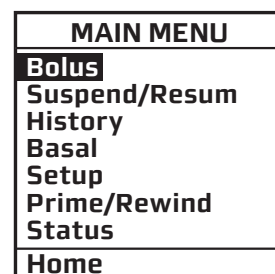 MAIN MENU
Bolus
Suspend/Resum
History
Basal
Setup
Prime/Rewind
Status
Home